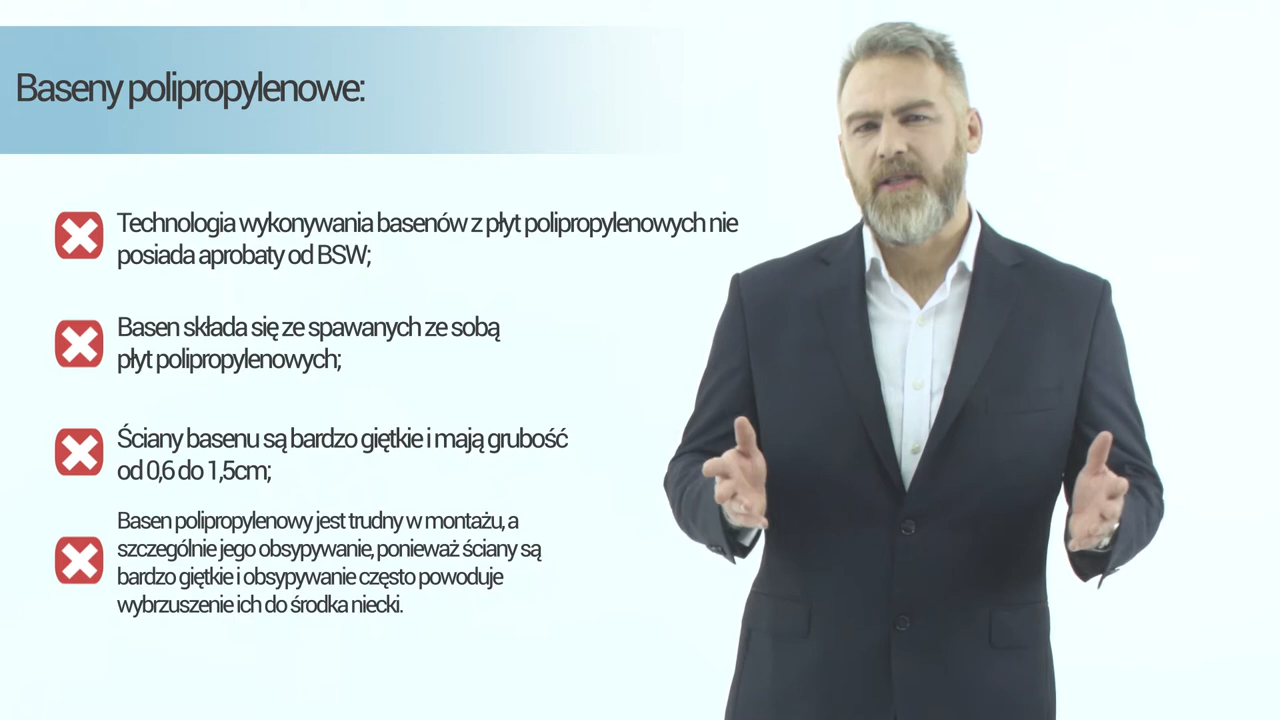 Baseny polipropylenowe:
Technologia wykonywania basenów z płyt polipropylenowych nie
posiada aprobaty od BSW;
Basen składa się ze spawanych ze sobą
płyt polipropylenowych;
Ściany basenu są bardzo giętkie i mają grubość
od 0,6 do 1,5cm;
Basen polipropylenowy jest trudny w montażu, a
szczególnie jego obsypywanie, ponieważ ściany są
bardzo giętkie i obsypywanie często powoduje
wybrzuszenie ich do środka niecki.